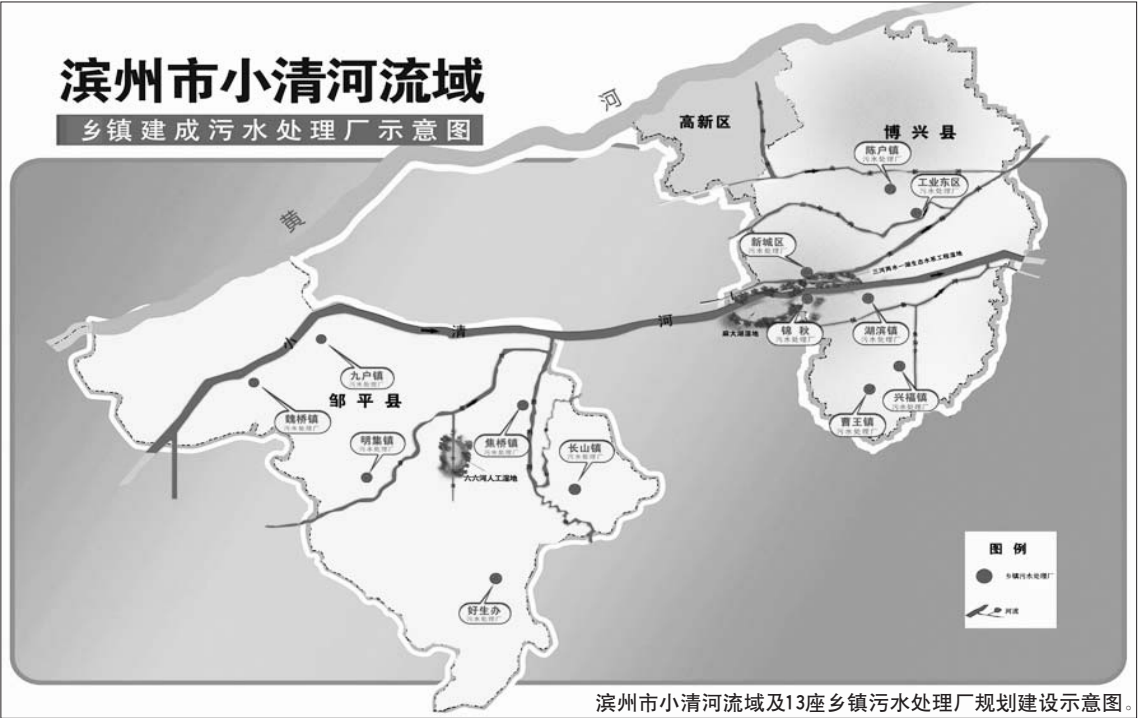 滨州市小清河流域
乡镇建成污水处理厂示意图
河
黄
高新区
博兴县
陈户镇
污水处理厂
工业东区
污水处理厂
新城区
污水处理厂
三河两水一湖生态水系工程湿地
麻大湖湿地
锦秋
污水处理厂
湖滨镇
污水处理厂
兴福镇
污水处理厂
曹王镇
污水处理厂
小
清
河
九户镇
污水处理厂
邹平县
魏桥镇
污水处理厂
明集镇
污水处理厂
焦桥镇
污水处理厂
长山镇
污水处理厂
六六河人工湿地
好生办
污水处理厂
图例
乡镇污水处理厂
河流
滨州市小清河流域及13座乡镇污水处理厂规划建设示意图。